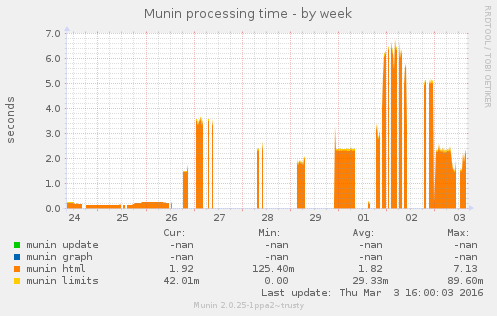 Munin processing time - by week
RRDTOOL / TOBI OETIKER
seconds
7.0
6.0
5.0
4.0
3.0
2.0
1.0
0.0
24 25 26 27 28 29 01 02 03
Cur: Min: Avg: Max:
munin update -nan -nan -nan -nan
munin graph -nan -nan -nan -nan
munin html 1.92 125.40m 1.82 7.13
munin limits 42.01m 0.00 29.33m 89.60m
Last update: Thu Mar 3 16:00:03 2016
Munin 2.0.25-1ppa2~trusty